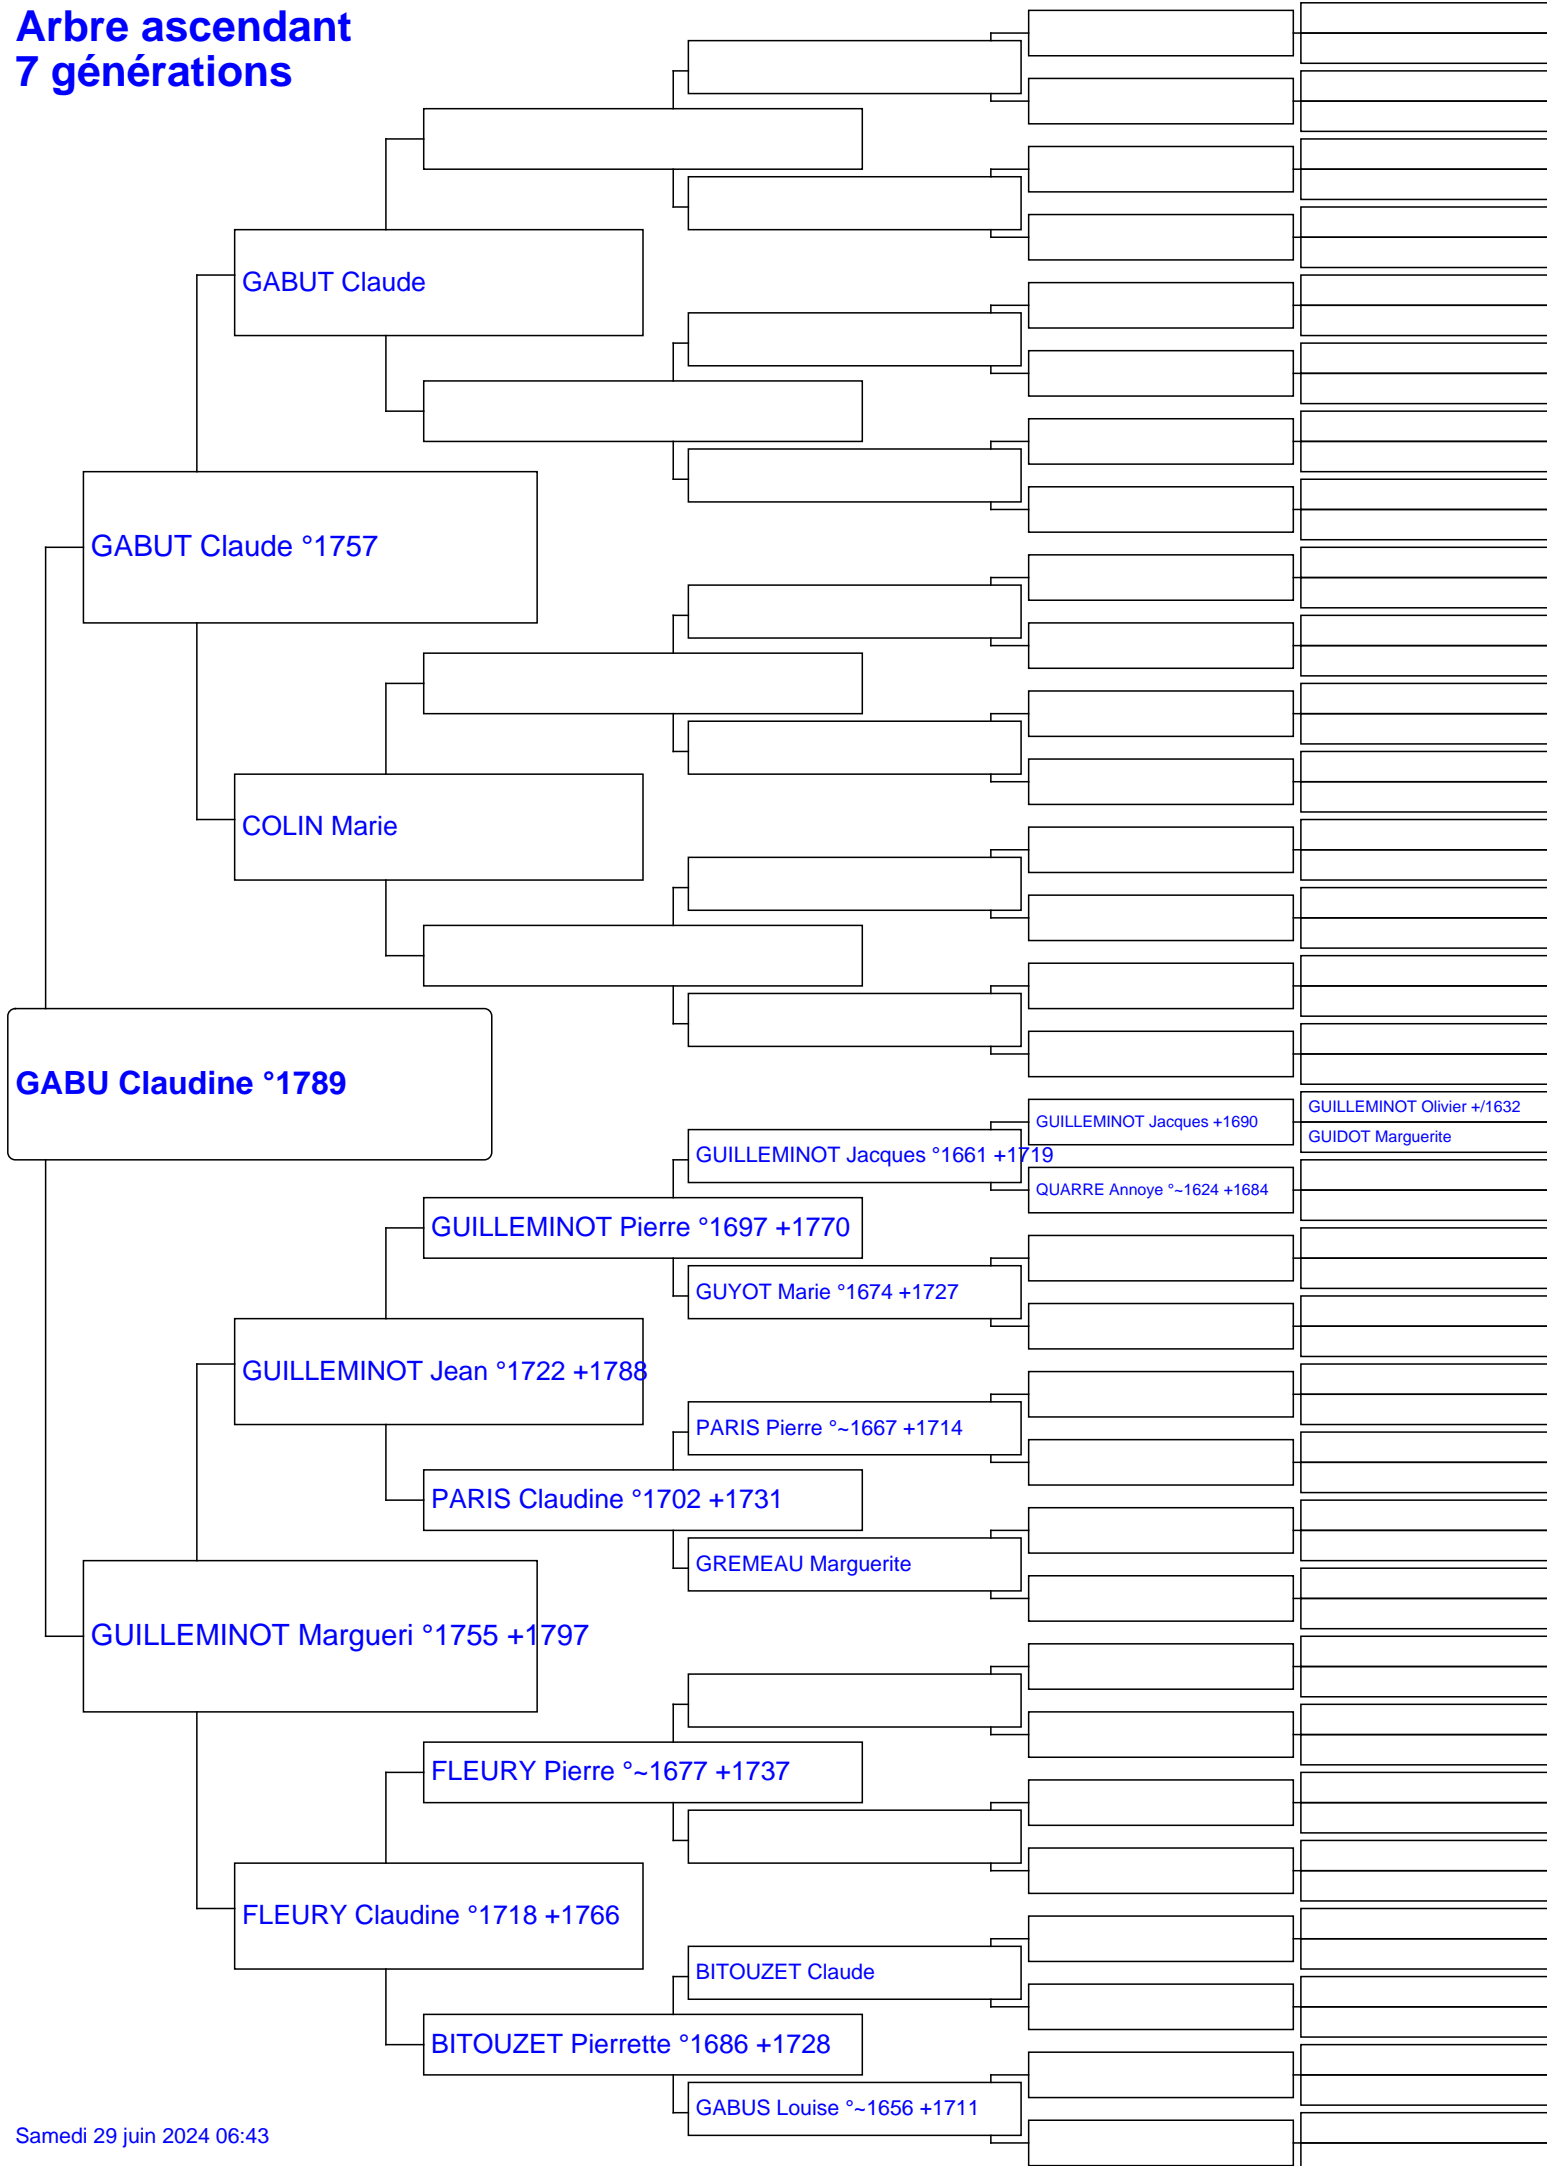 Arbre ascendant
7 générations
GABUT Claude
GABUT Claude °1757
COLIN Marie
GABU Claudine °1789
GUILLEMINOT Olivier +/1632
GUILLEMINOT Jacques +1690
GUIDOT Marguerite
GUILLEMINOT Jacques °1661 +1719
QUARRE Annoye °~1624 +1684
GUILLEMINOT Pierre °1697 +1770
GUYOT Marie °1674 +1727
GUILLEMINOT Jean °1722 +1788
PARIS Pierre °~1667 +1714
PARIS Claudine °1702 +1731
GREMEAU Marguerite
GUILLEMINOT Margueri °1755 +1797
FLEURY Pierre °~1677 +1737
FLEURY Claudine °1718 +1766
BITOUZET Claude
BITOUZET Pierrette °1686 +1728
GABUS Louise °~1656 +1711
Samedi 29 juin 2024 06:43